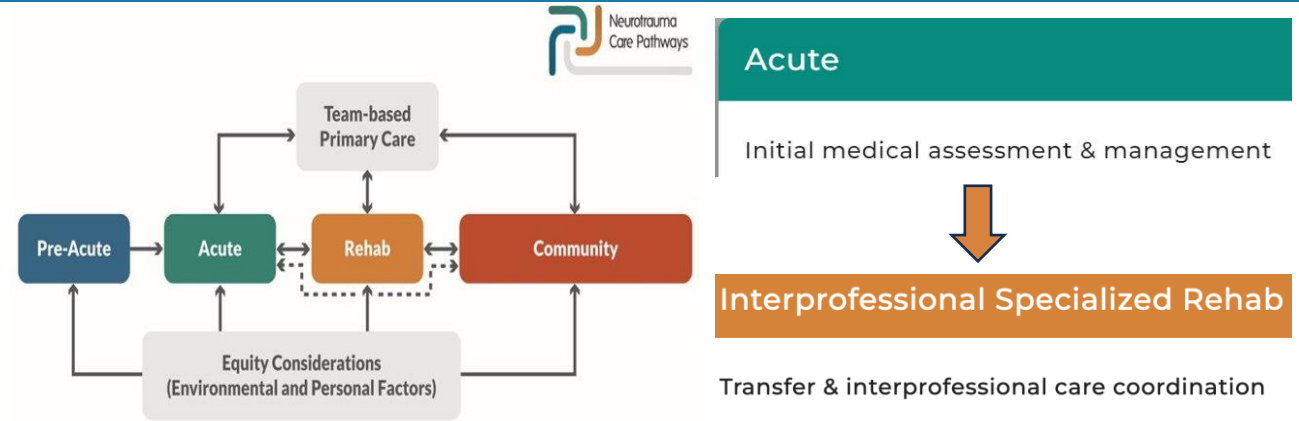 Neurotrauma
Care Pathways
Team-based
Primary Care
Pre-Acute
Acute
Rehab
Community
Equity Considerations
(Environmental and Personal Factors)
Acute
Initial medical assessment & management
Interprofessional Specialized Rehab
Transfer & interprofessional care coordination